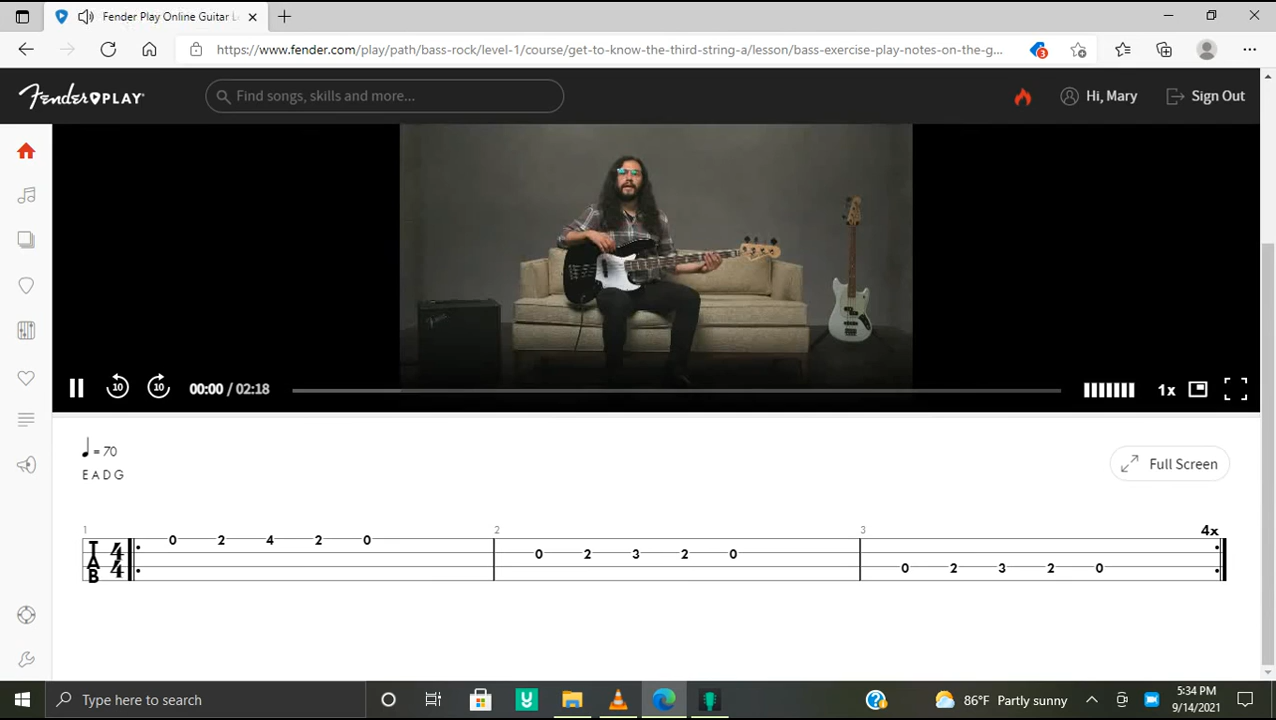 Fender Play Online Guitar L
https://www.fender.com/play/path/bass-rock/level-1/course/get-to-know-the-third-string-a/lesson/bass-exercise-play-notes-on-the-g...
3
Fender PLAY
Find songs, skills and more...
Hi, Mary
Sign Out
10
10
00:00 / 02:18
1x
= 70
E A D G
Full Screen
1
2
3
4x
T A B
4 4
0 2 4 2 0
0 2 3 2 0
0 2 3 2 0
Type here to search
86°F Partly sunny
5:34 PM
9/14/2021